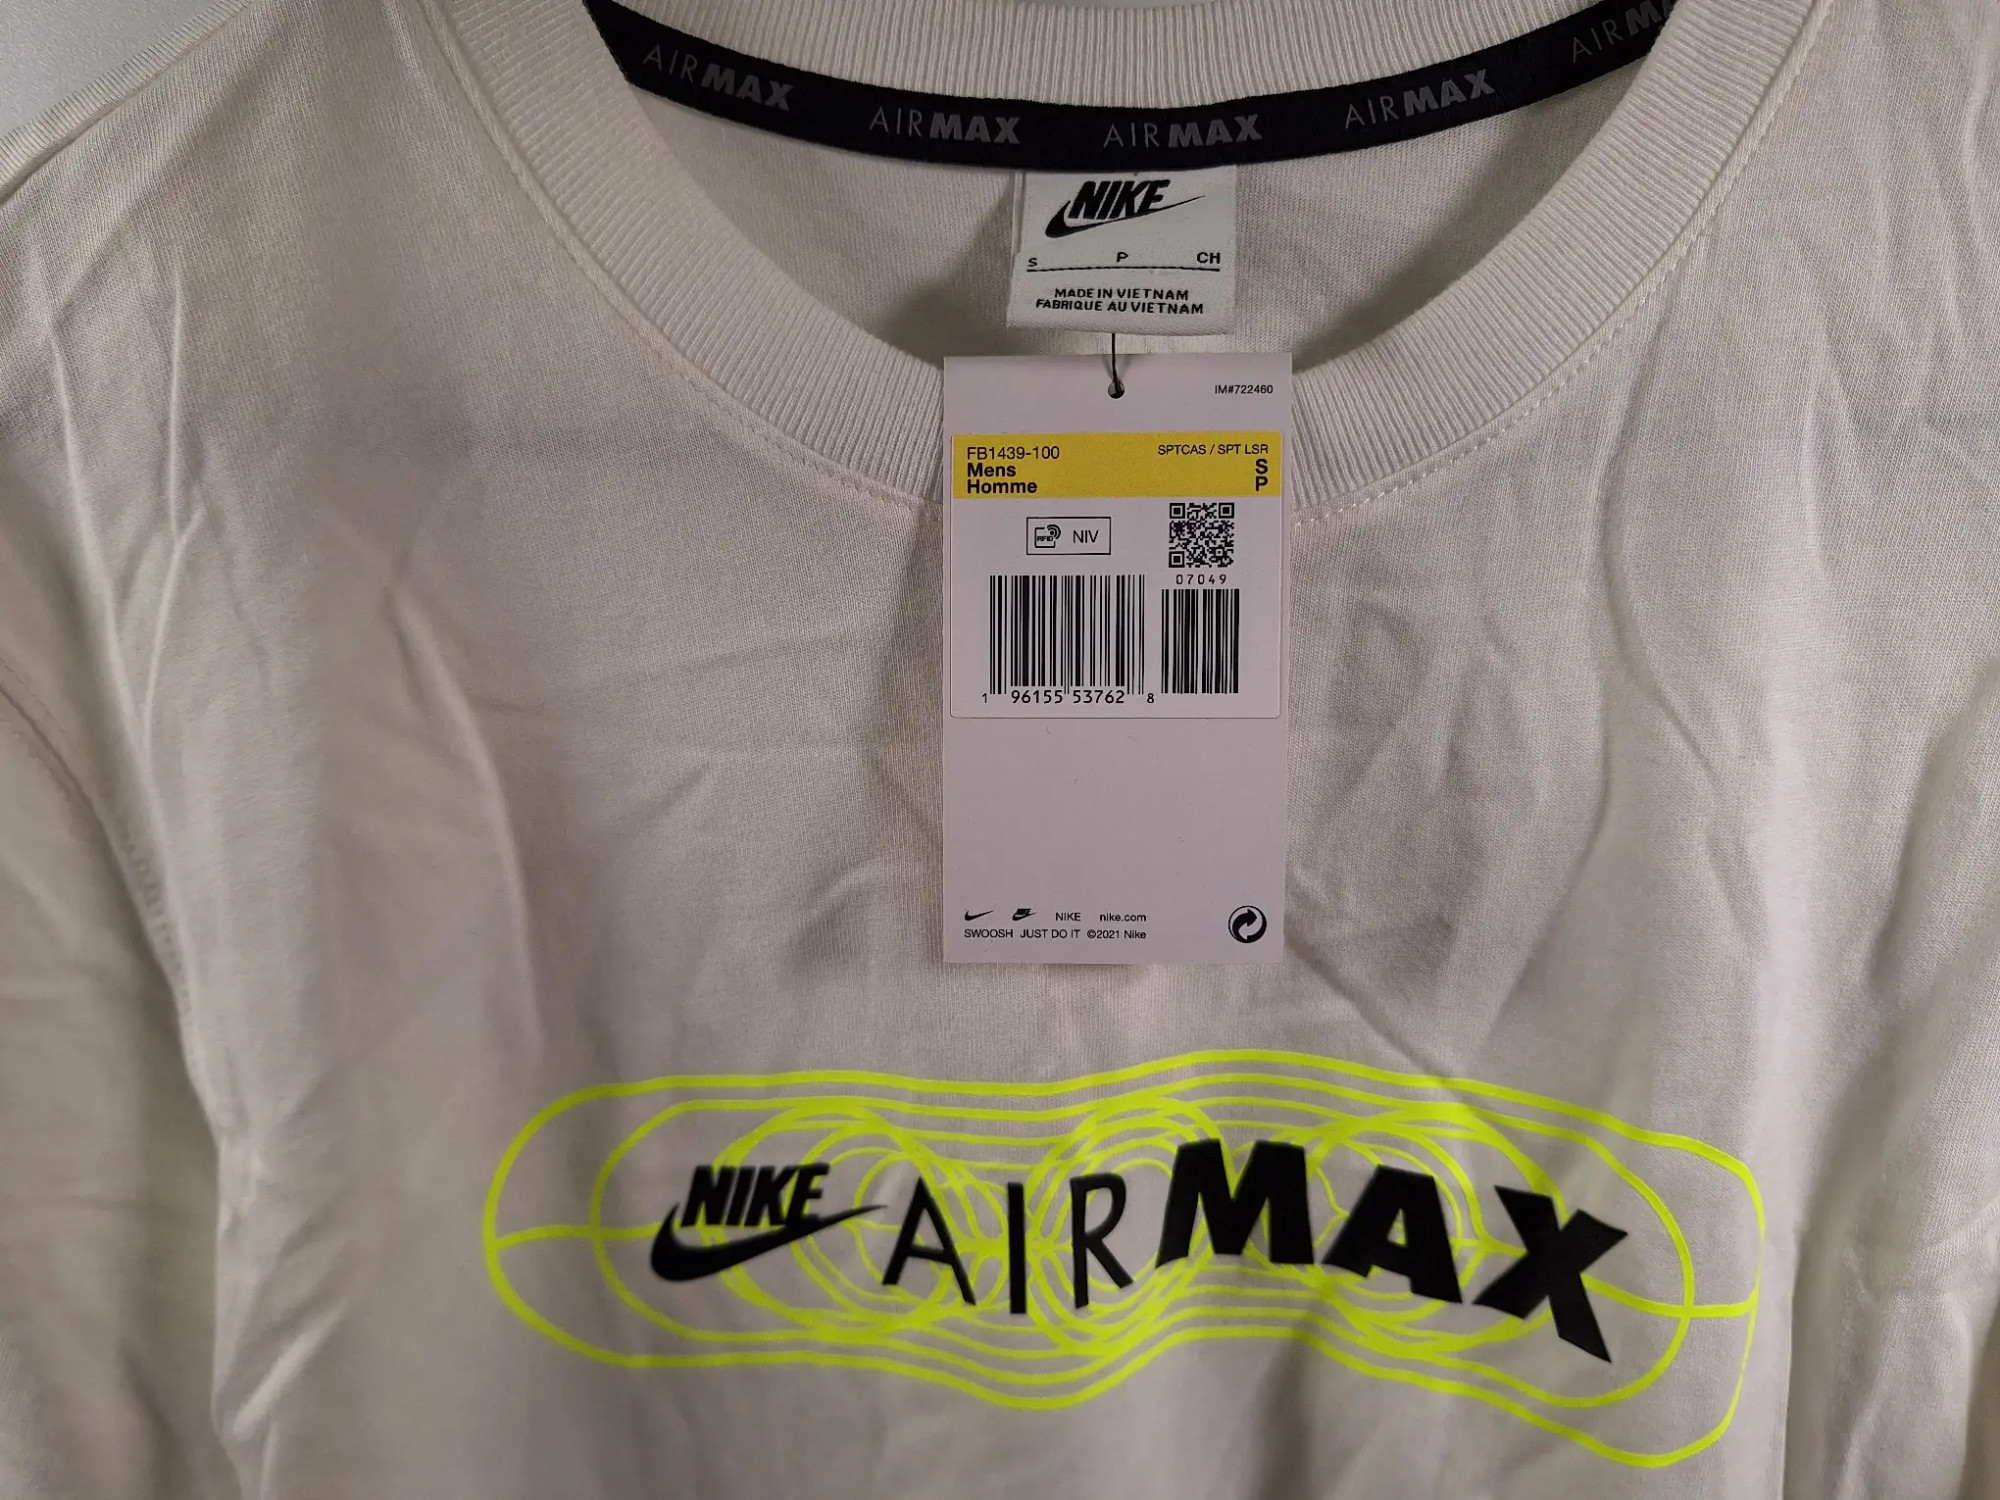 AIRMAX AIRMAX AIRMAX AIRMAX AIRMA
NIKE
S P CH
MADE IN VIETNAM
FABRIQUE AU VIETNAM
IM#722460
FB1439-100 SPTCAS / SPT LSR
Mens S
Homme P
RFID NIV
07049
1 96155 53762 8
NIKE nike.com
SWOOSH JUST DO IT ©2021 Nike
NIKE AIRMAX